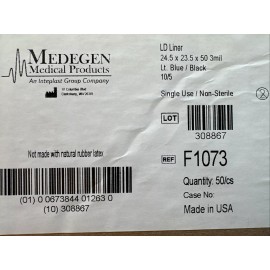 MEDEGEN
Medical Products
An Inteplast Group Company
LD Liner
24.5 x 23.5 x 50 3mil
Lt. Blue / Black
10/5
Single Use / Non-Sterile
LOT
308867
Not made with natural rubber latex
REF F1073
Quantity: 50/cs
Case No:
Made in USA
(01) 0 0673844 01263 0
(10) 308867